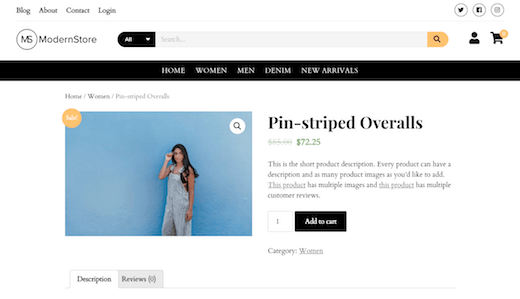 Blog About Contact Login
MS ModernStore
All Search...
0
HOME WOMEN MEN DENIM NEW ARRIVALS
Home / Women / Pin-striped Overalls
Sale!
Pin-striped Overalls
$85.00 $72.25
This is the short product description. Every product can have a
description and as many product images as you'd like to add.
This product has multiple images and this product has multiple
customer reviews.
1 Add to cart
Category: Women
Description Reviews (0)